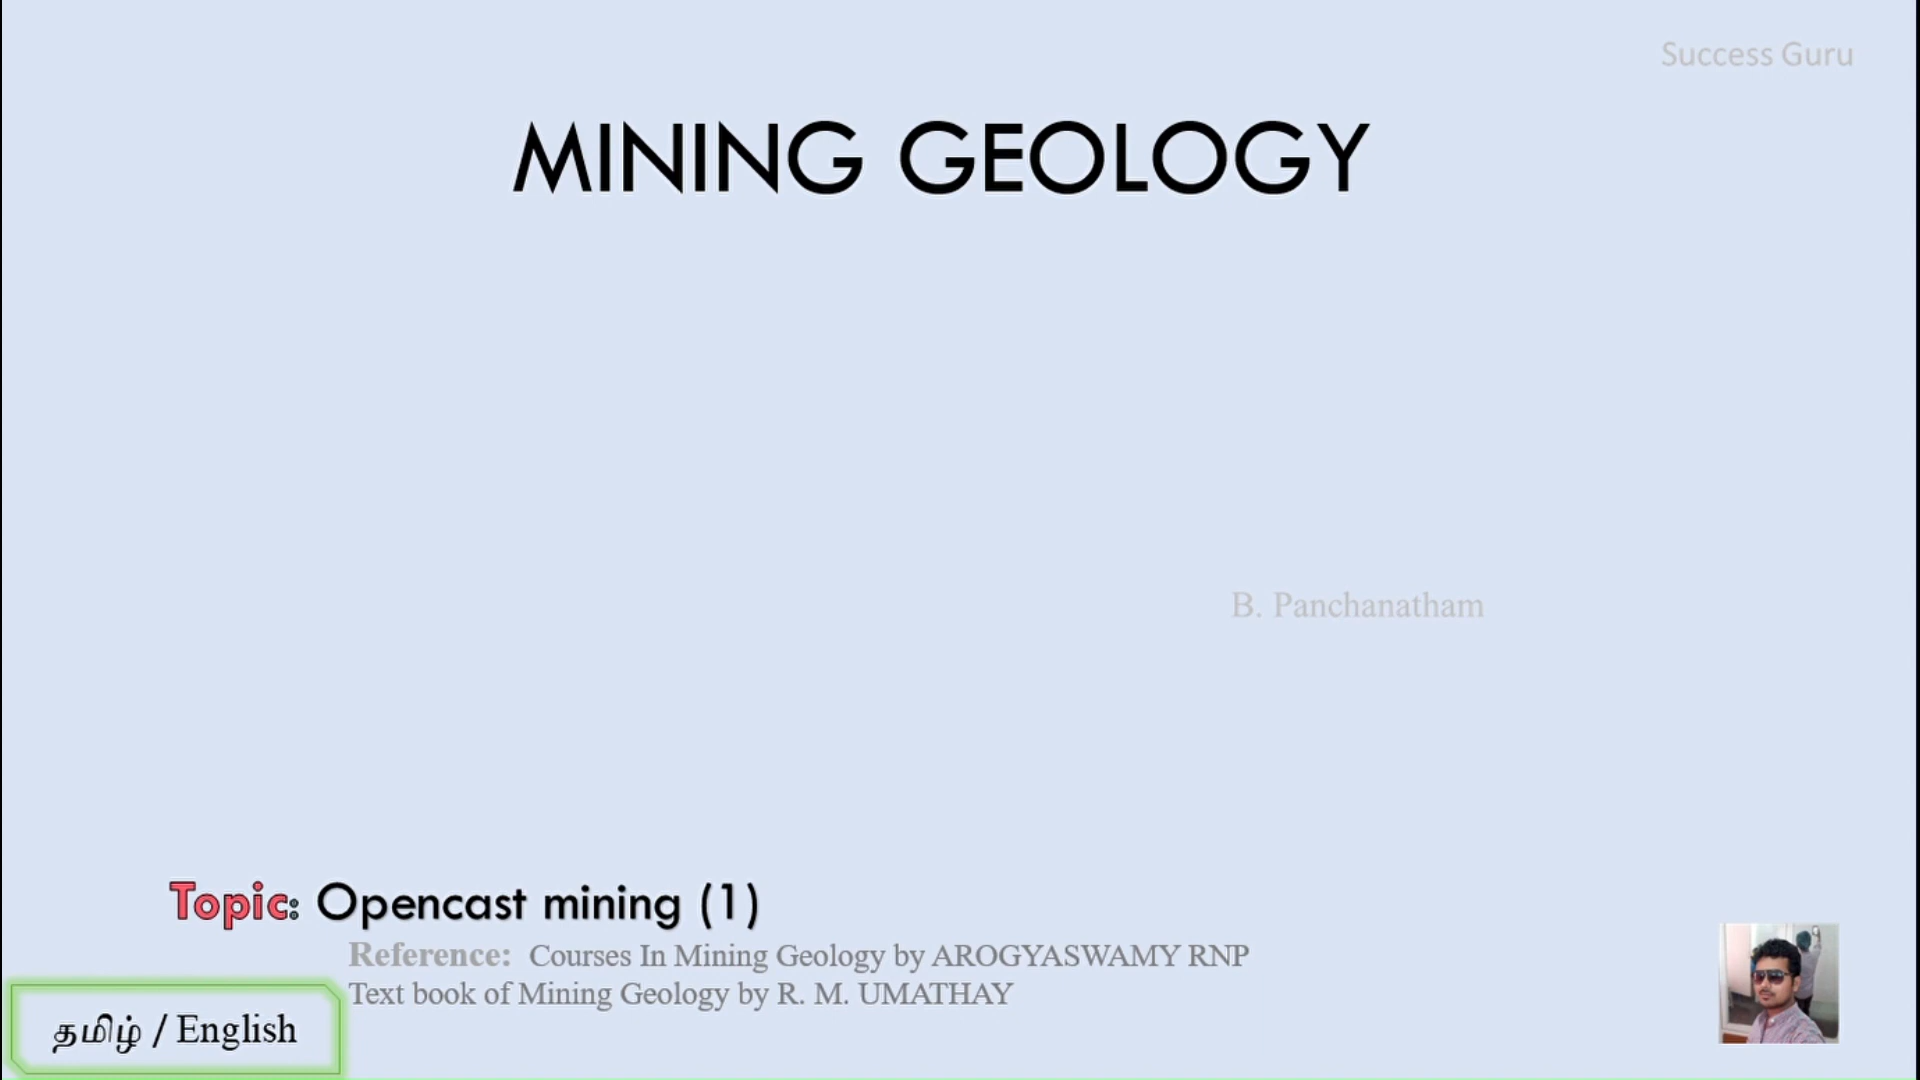 Success Guru
MINING GEOLOGY
B. Panchanatham
Topic: Opencast mining (1)
Reference: Courses In Mining Geology by AROGYASWAMY RNP
Text book of Mining Geology by R. M. UMATHAY
தமிழ் / English